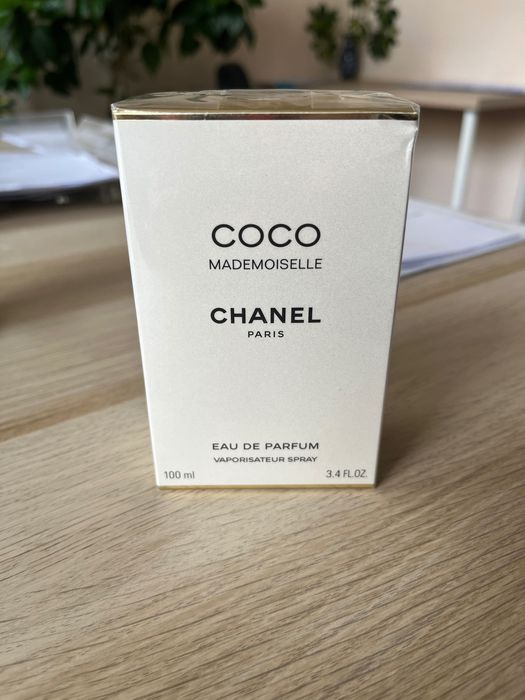 COCO
MADEMOISELLE
CHANEL
PARIS
EAU DE PARFUM
VAPORISATEUR SPRAY
100 ml 3.4 FL.OZ.